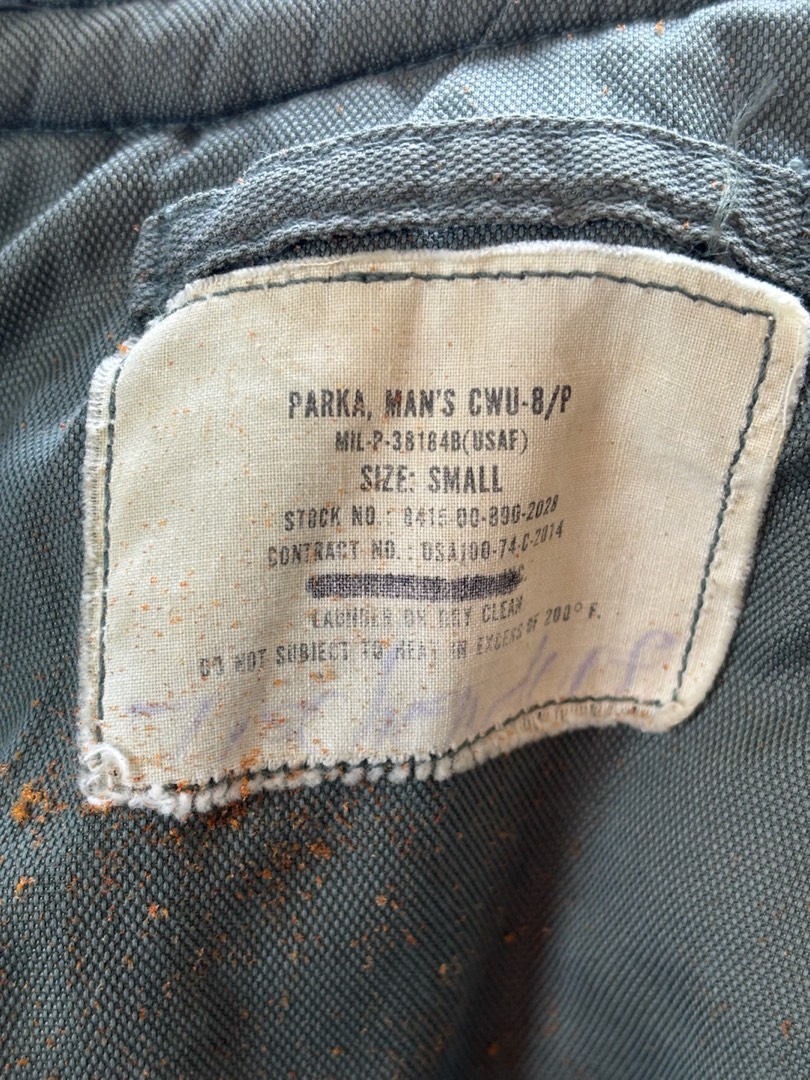 PARKA, MAN'S CWU-8/P
MIL-P-38184B(USAF)
SIZE: SMALL
STOCK NO.: 8415-00-890-2028
CONTRACT NO.: DSA100-74-C-2014
INC
LAUNDER OR DRY CLEAN
DO NOT SUBJECT TO HEAT IN EXCESS OF 200° F.